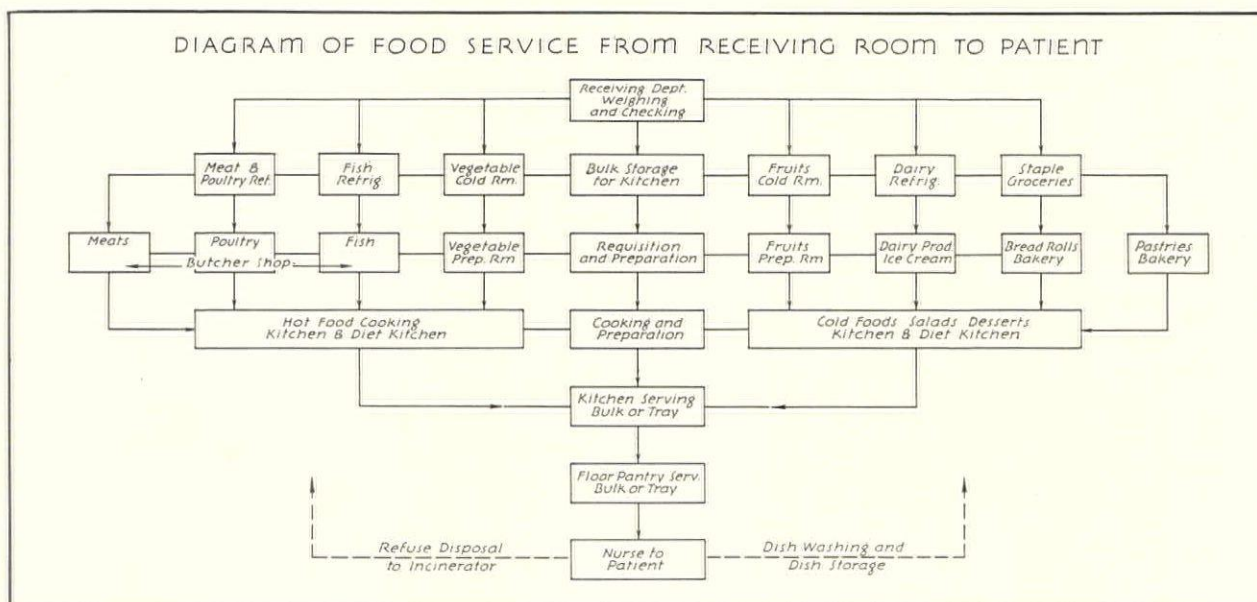 DIAGRAM OF FOOD SERVICE FROM RECEIVING ROOM TO PATIENT
Receiving Dept.
Weighing
and Checking
Meat &
Poultry Ref.
Fish
Refrig
Vegetable
Cold Rm.
Bulk Storage
for Kitchen
Fruits
Cold Rm.
Dairy
Refrig.
Staple
Groceries
Meats
Poultry
Fish
Butcher Shop
Vegetable
Prep. Rm
Requisition
and Preparation
Fruits
Prep. Rm
Dairy Prod.
Ice Cream
Bread Rolls
Bakery
Pastries
Bakery
Hot Food Cooking
Kitchen & Diet Kitchen
Cooking and
Preparation
Cold Foods Salads Desserts
Kitchen & Diet Kitchen
Kitchen Serving
Bulk or Tray
Floor Pantry Serv.
Bulk or Tray
Refuse Disposal
to Incinerator
Nurse to
Patient
Dish Washing and
Dish Storage